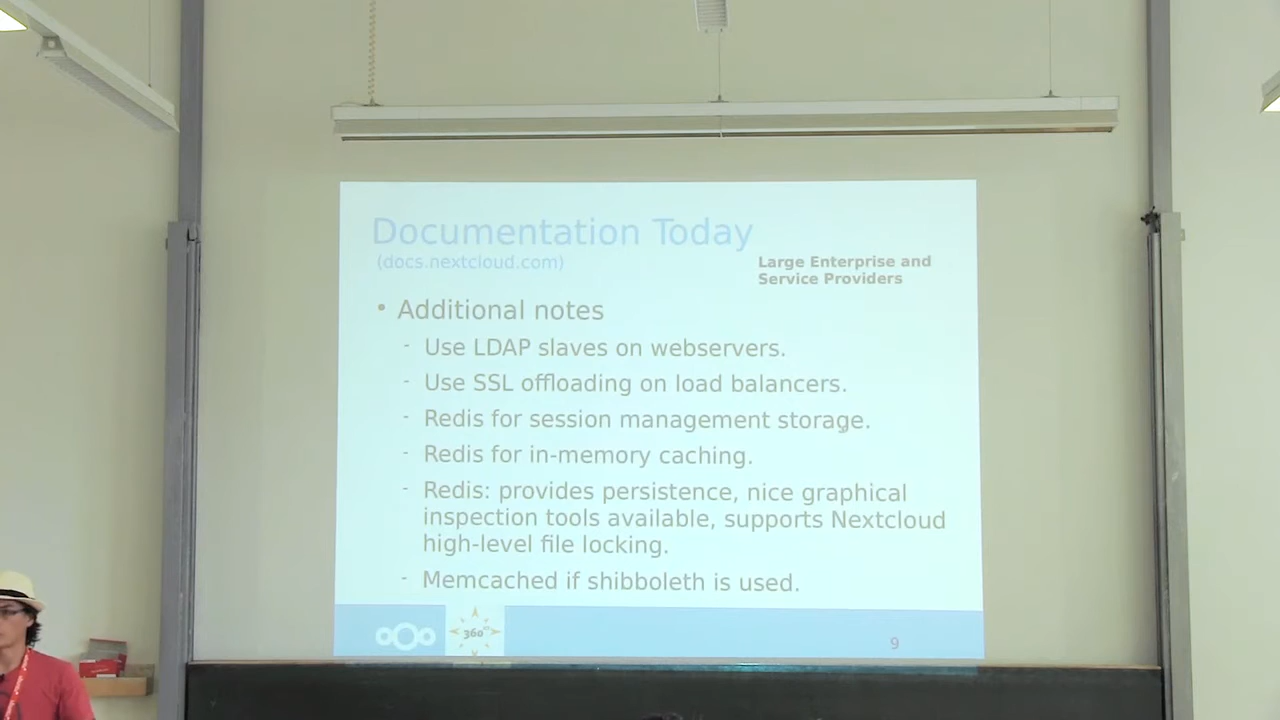 Documentation Today
(docs.nextcloud.com)
Large Enterprise and
Service Providers
• Additional notes
- Use LDAP slaves on webservers.
- Use SSL offloading on load balancers.
- Redis for session management storage.
- Redis for in-memory caching.
- Redis: provides persistence, nice graphical
inspection tools available, supports Nextcloud
high-level file locking.
- Memcached if shibboleth is used.
360
9